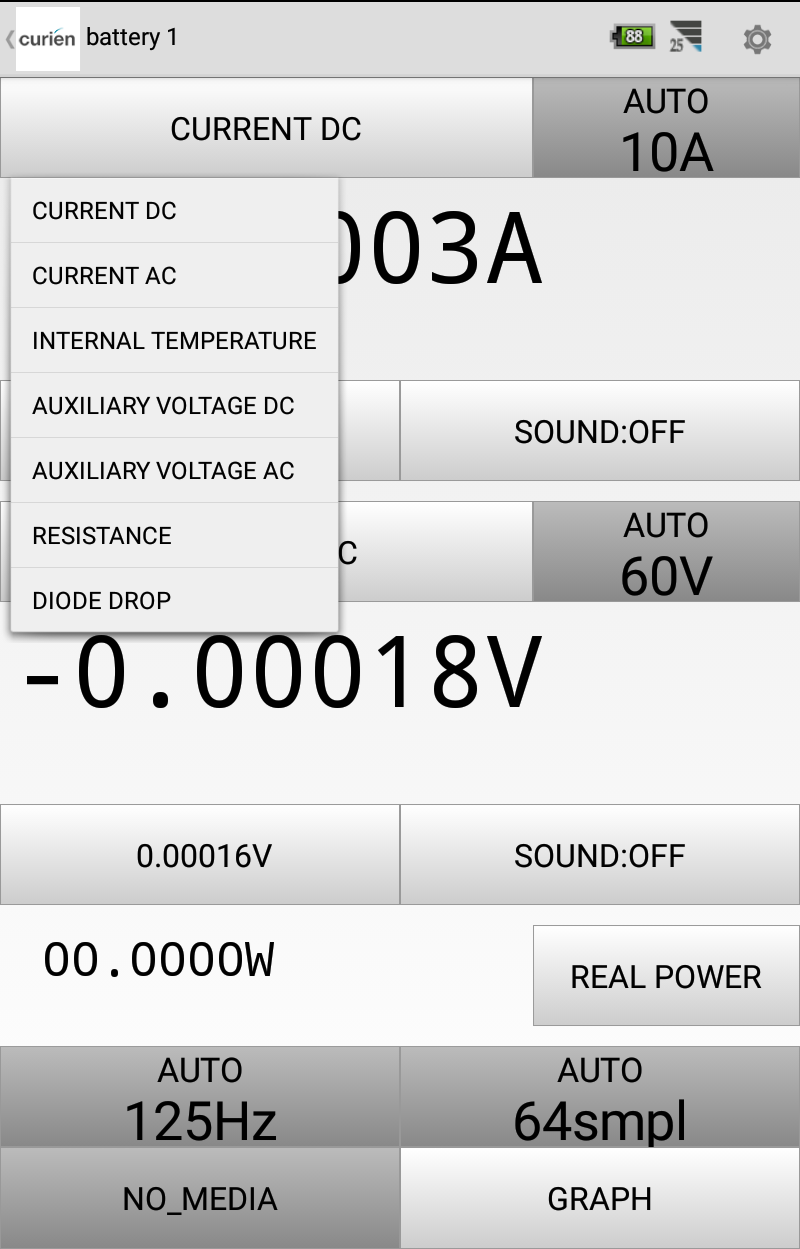 curien battery 1
88
25
CURRENT DC
AUTO
10A
CURRENT DC
CURRENT AC
INTERNAL TEMPERATURE
AUXILIARY VOLTAGE DC
AUXILIARY VOLTAGE AC
RESISTANCE
DIODE DROP
003A
SOUND:OFF
C
AUTO
60V
-0.00018V
0.00016V
SOUND:OFF
00.0000W
REAL POWER
AUTO
125Hz
AUTO
64smpl
NO_MEDIA
GRAPH